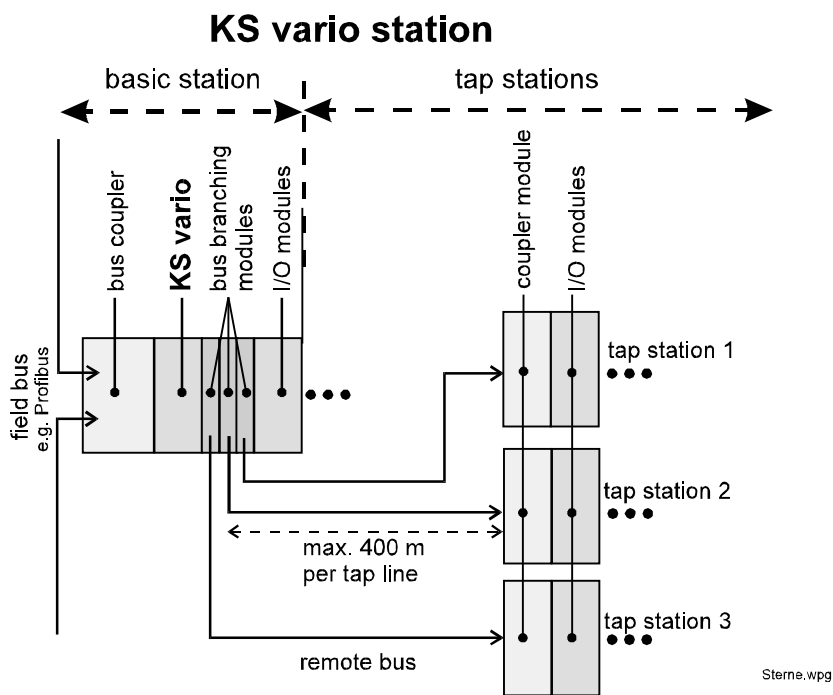 KS vario station
basic station
tap stations
bus coupler
KS vario
bus branching
modules
I/O modules
coupler module
I/O modules
field bus
e.g. Profibus
tap station 1
tap station 2
max. 400 m
per tap line
tap station 3
remote bus
Sterne.wpg